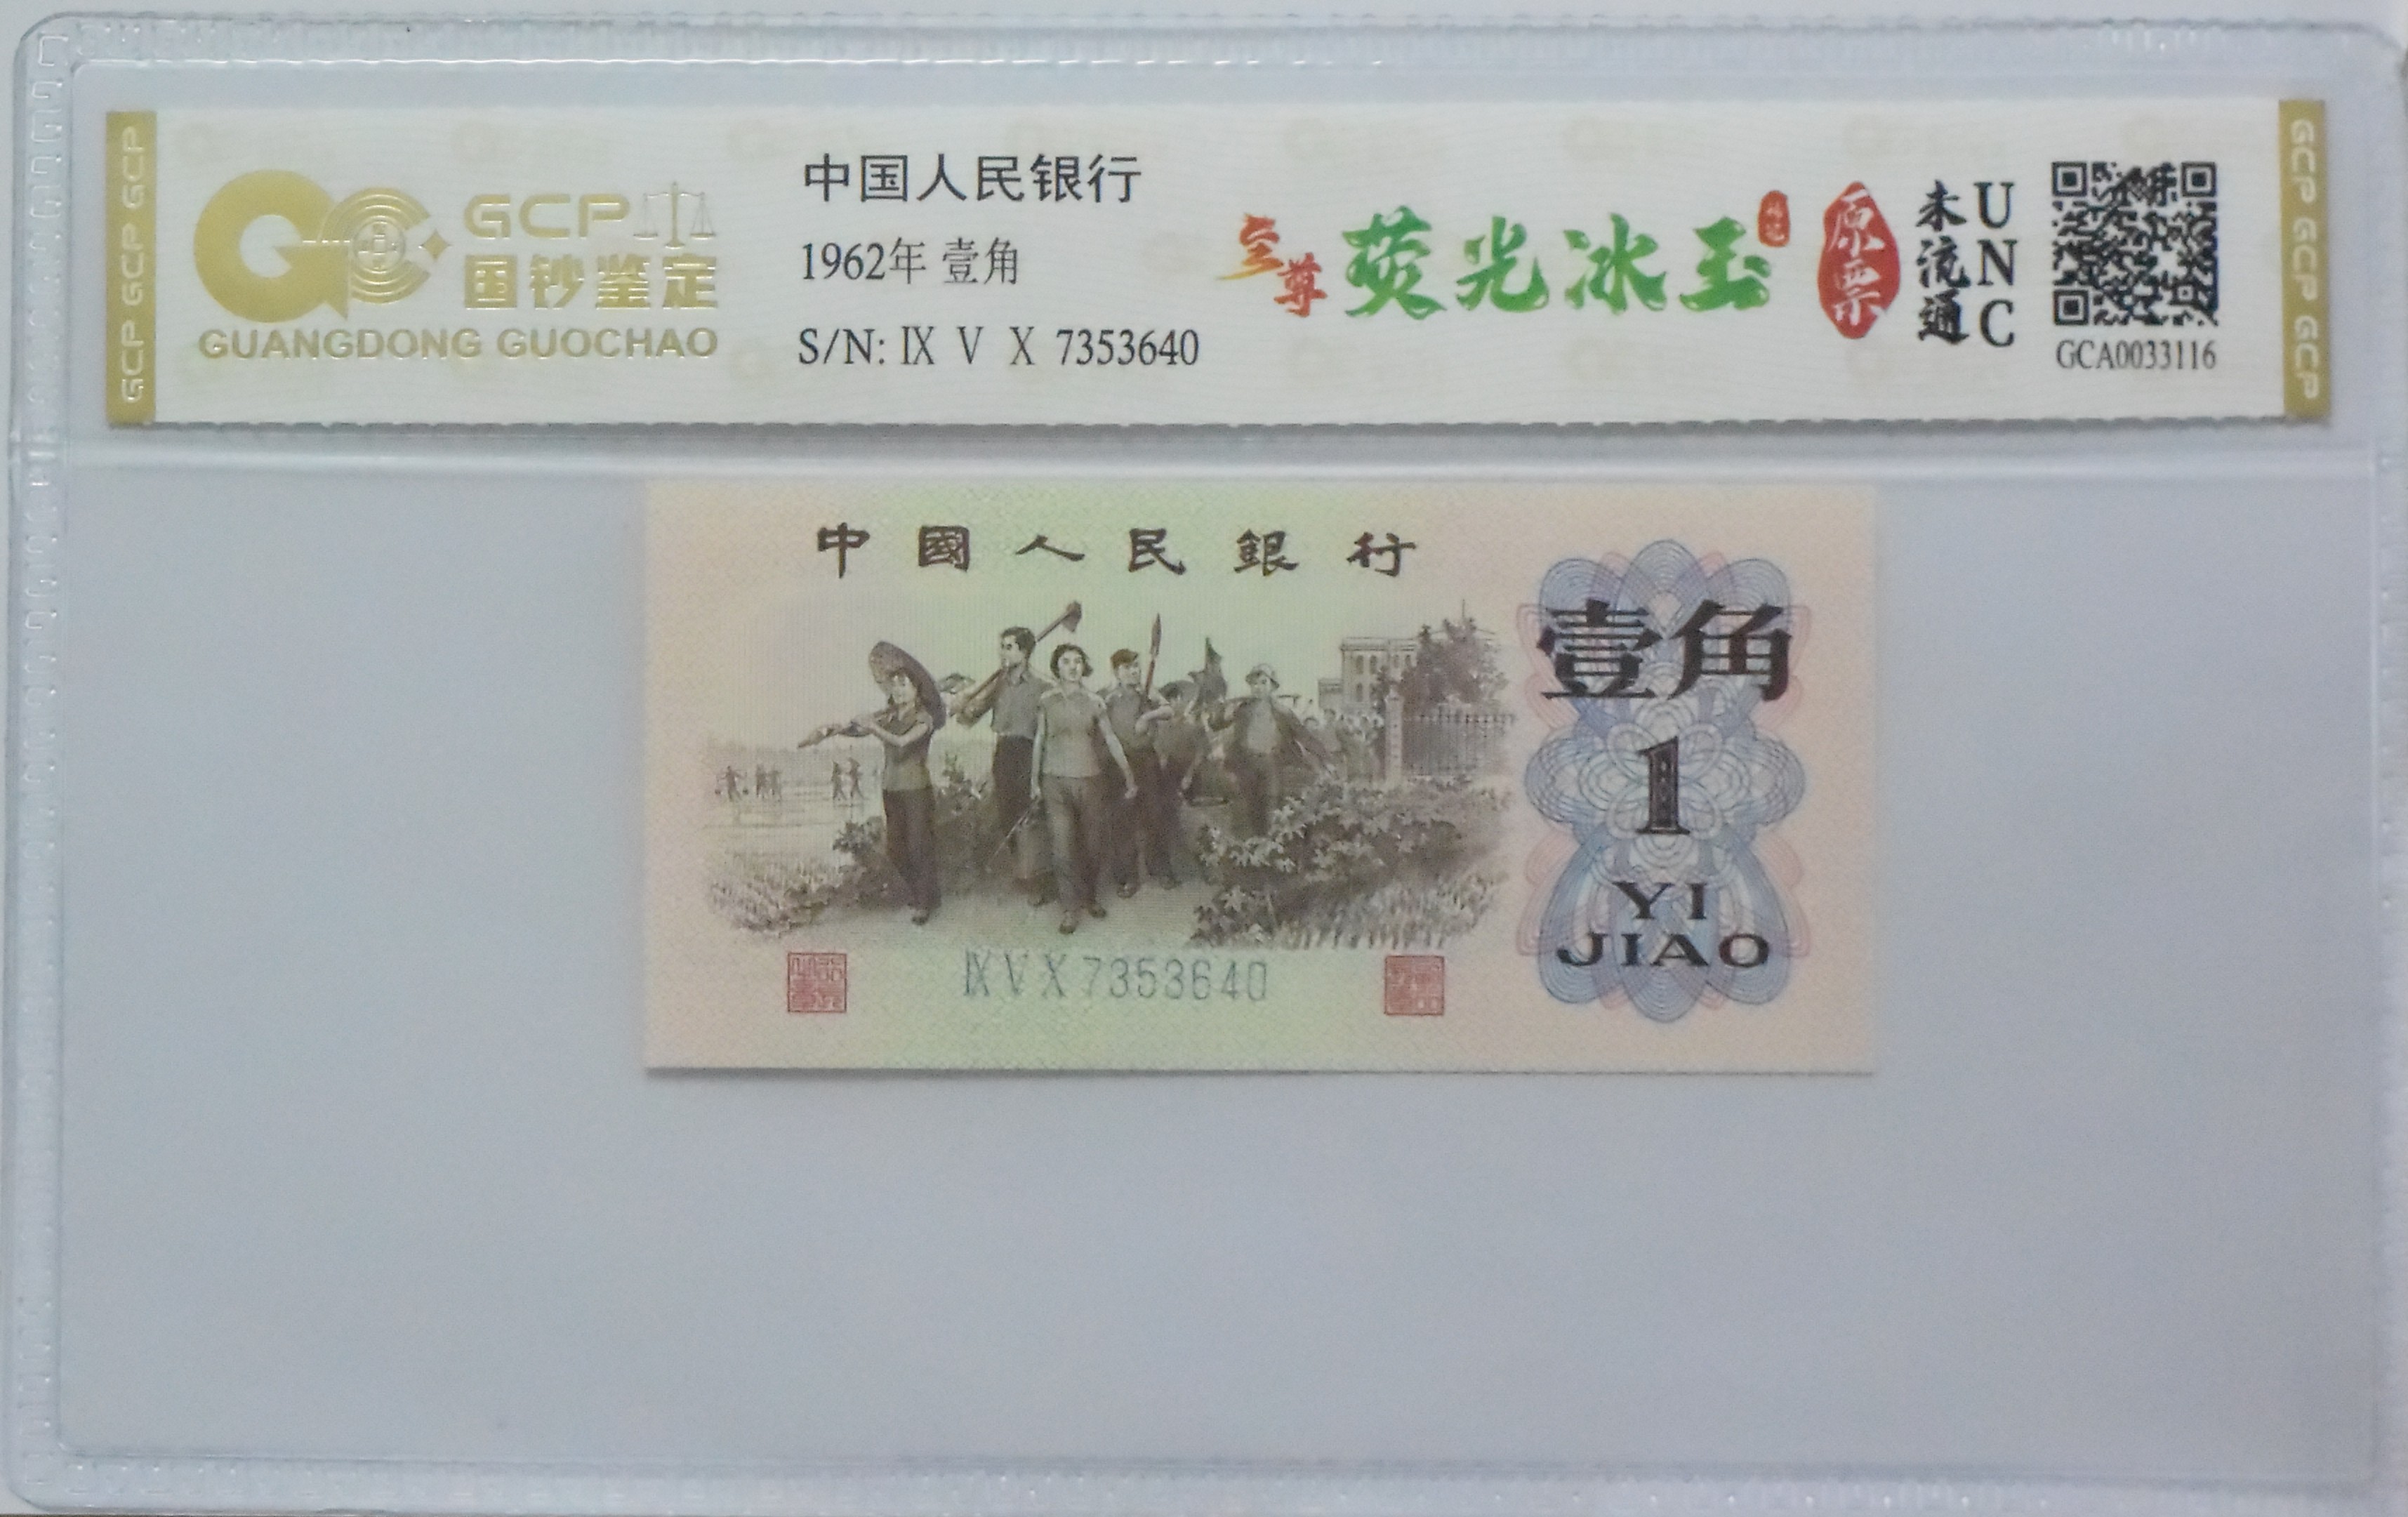 GCP GCP GCP
GCP
国钞鉴定
GUANGDONG GUOCHAO
中国人民银行
1962年 壹角
S/N: Ⅸ Ⅴ Ⅹ 7353640
至尊
荧光冰玉
原票
未流通
UNC
GCA0033116
GCP GCP GCP
中國人民銀行
壹角
1
YI
JIAO
ⅨⅤⅩ7353640